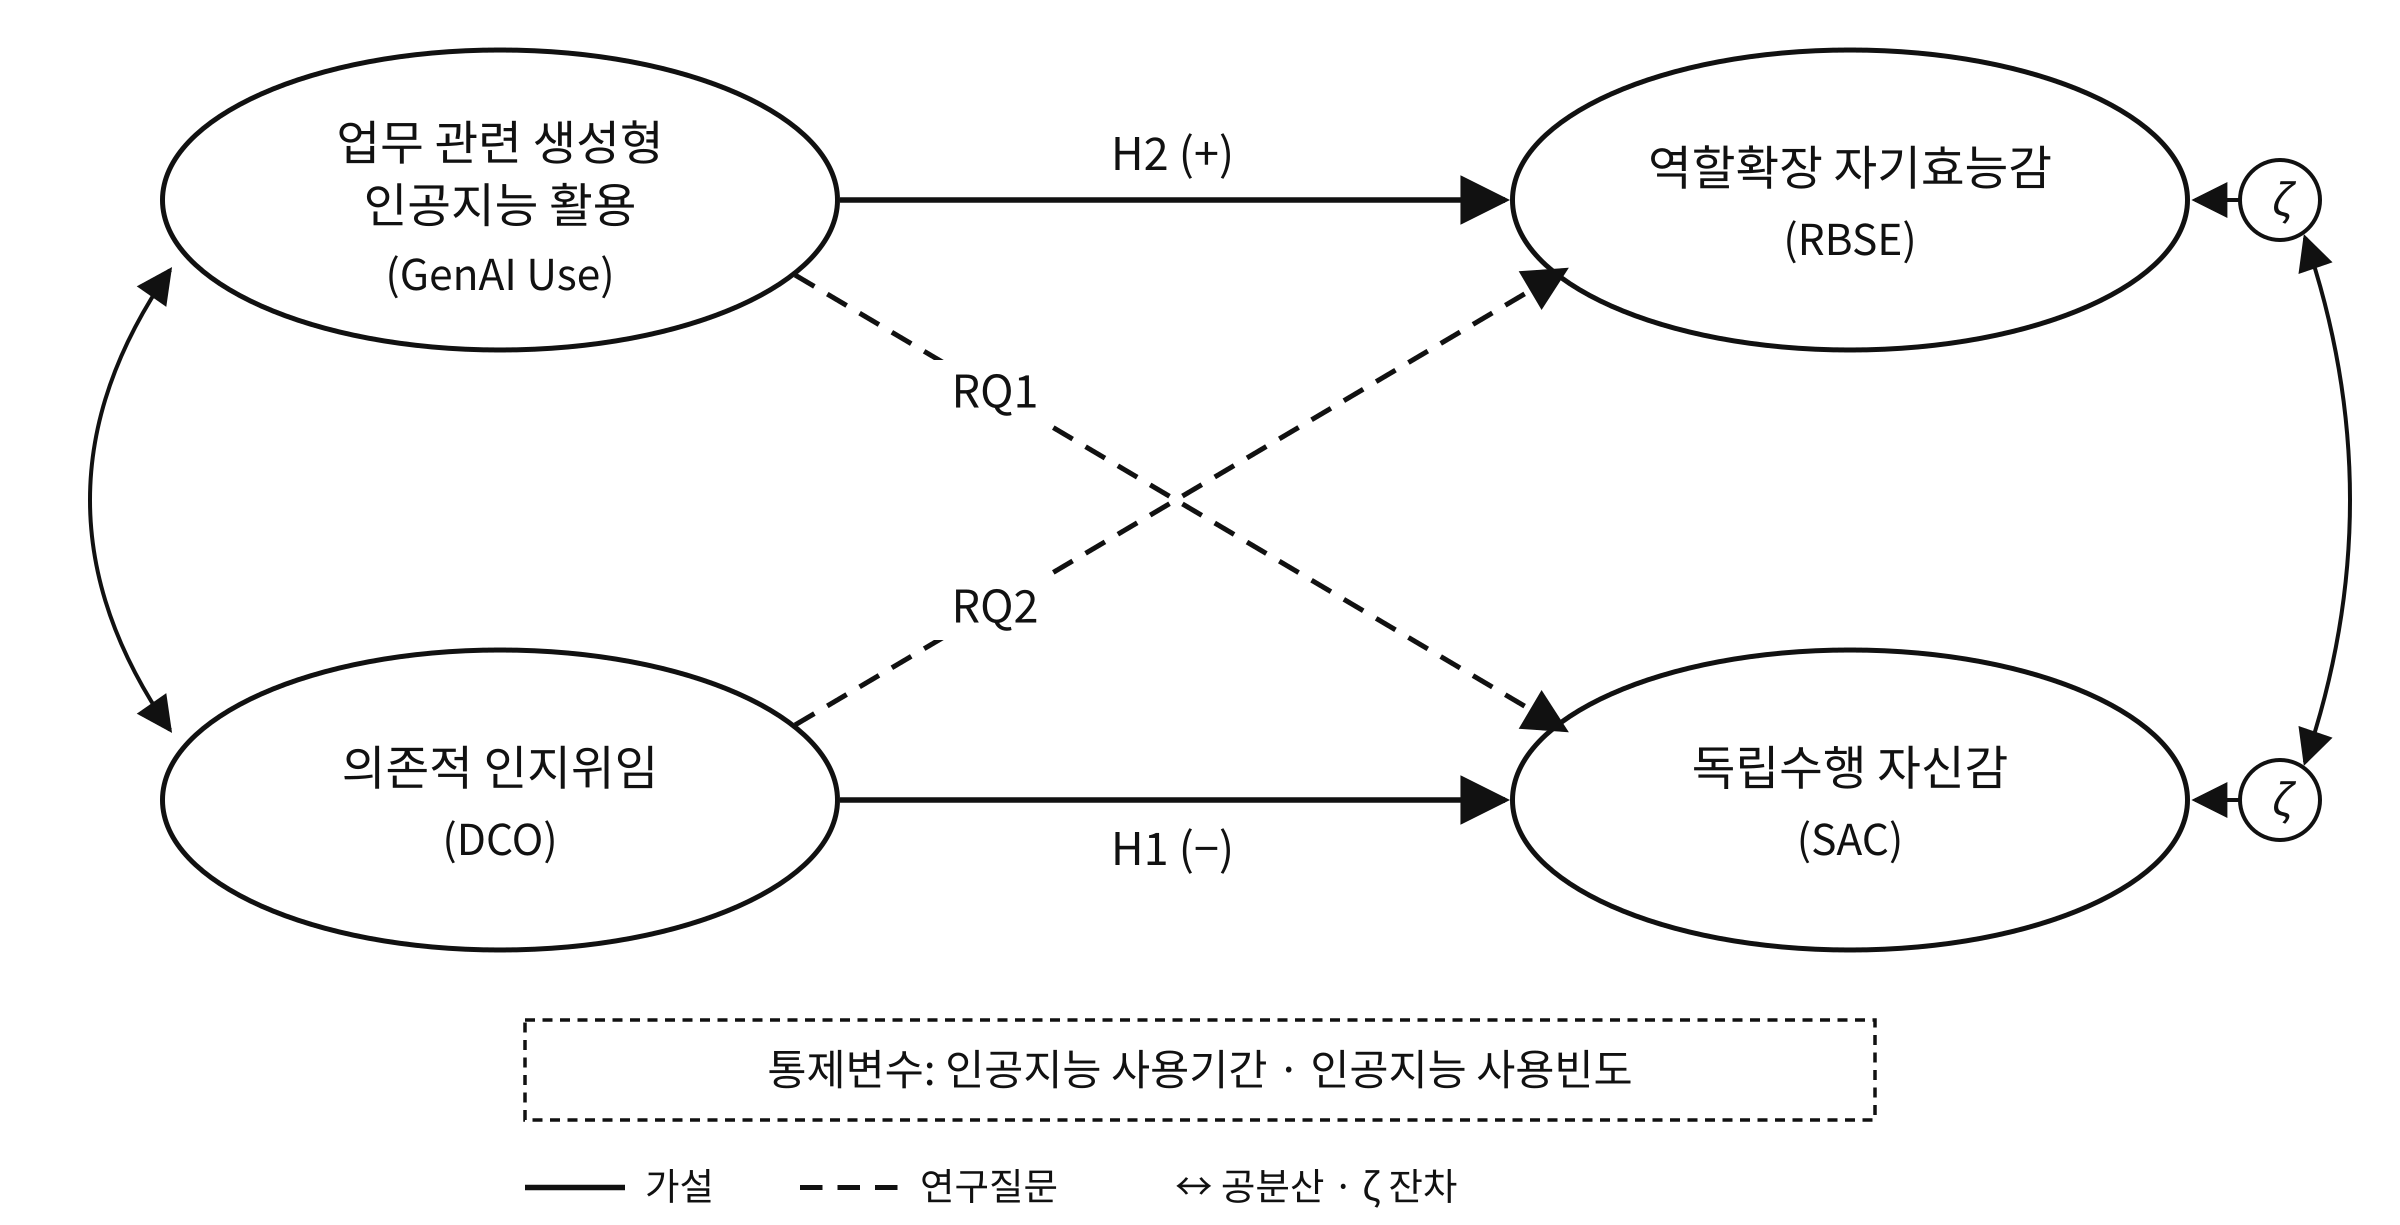 업무 관련 생성형
인공지능 활용
(GenAI Use)
H2 (+)
역할확장 자기효능감
(RBSE)
ζ
RQ1
RQ2
의존적 인지위임
(DCO)
H1 (−)
독립수행 자신감
(SAC)
ζ
통제변수: 인공지능 사용기간 · 인공지능 사용빈도
가설
연구질문
↔ 공분산 · ζ 잔차